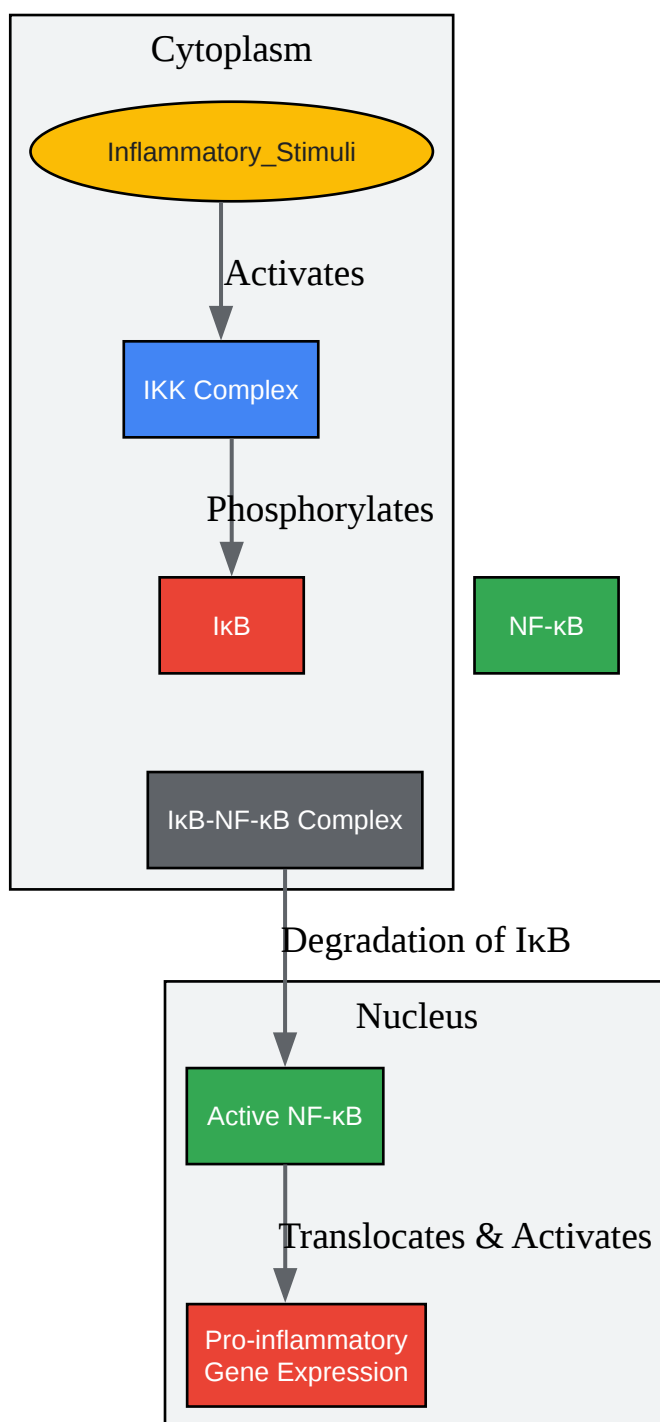 Cytoplasm
Inflammatory_Stimuli
Activates
IKK Complex
Phosphorylates
IκB
NF-κB
IκB-NF-κB Complex
Degradation of IκB
Nucleus
Active NF-κB
Translocates & Activates
Pro-inflammatory
Gene Expression